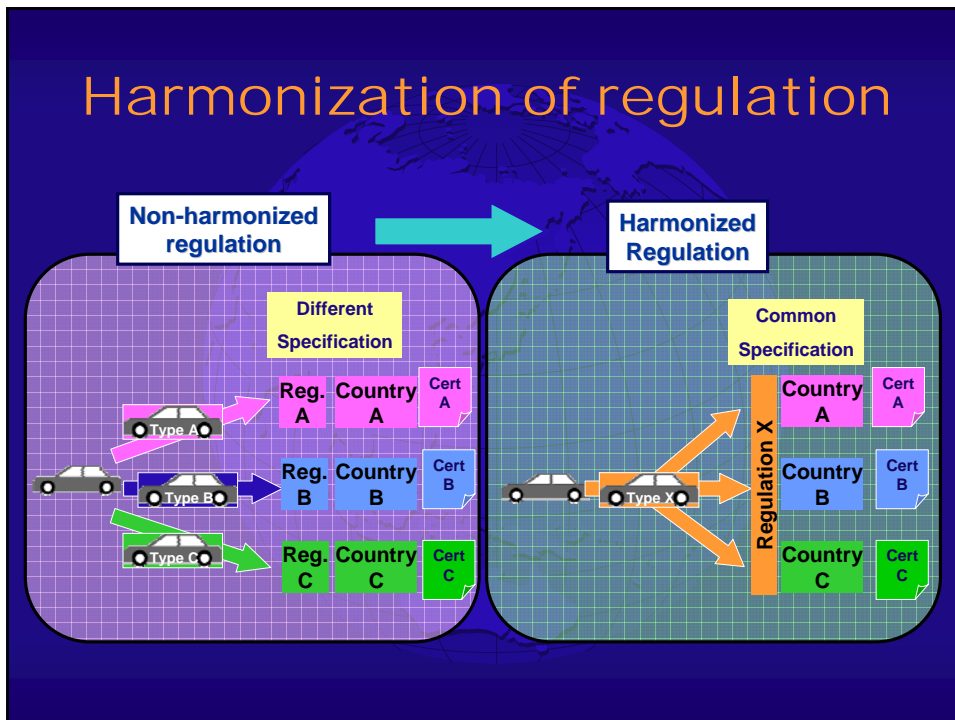 Harmonization of regulation
Non-harmonized
regulation
Different
Specification
Type A
Reg.
A
Country
A
Cert
A
Type B
Reg.
B
Country
B
Cert
B
Type C
Reg.
C
Country
C
Cert
C
Harmonized
Regulation
Common
Specification
Type X
Regulation X
Country
A
Cert
A
Country
B
Cert
B
Country
C
Cert
C